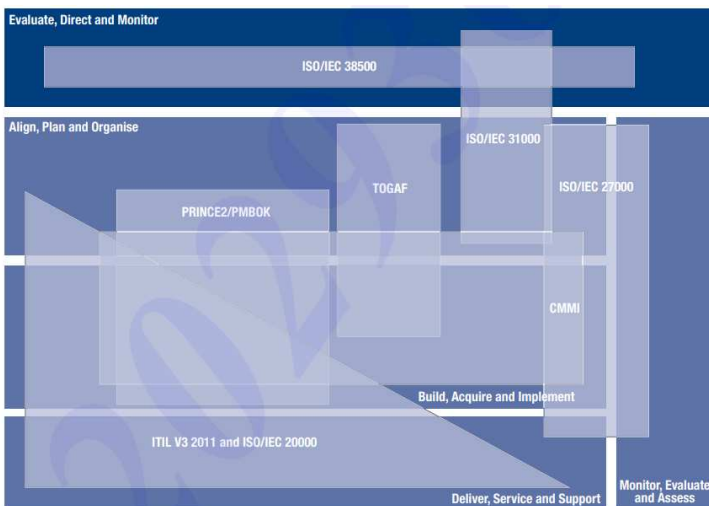 Evaluate, Direct and Monitor
ISO/IEC 38500
Align, Plan and Organise
ISO/IEC 31000
TOGAF
ISO/IEC 27000
PRINCE2/PMBOK
CMMI
Build, Acquire and Implement
ITIL V3 2011 and ISO/IEC 20000
Deliver, Service and Support
Monitor, Evaluate
and Assess